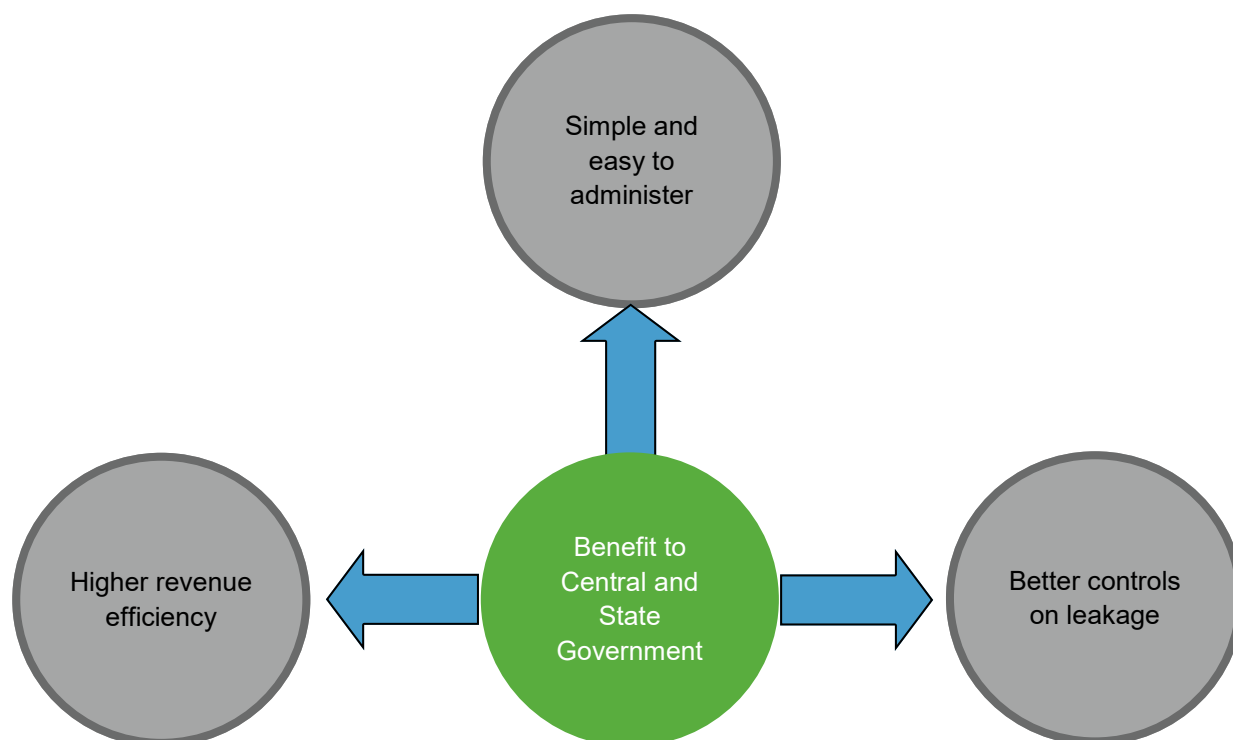 Simple and
easy to
administer
Higher revenue
efficiency
Benefit to
Central and
State
Government
Better controls
on leakage